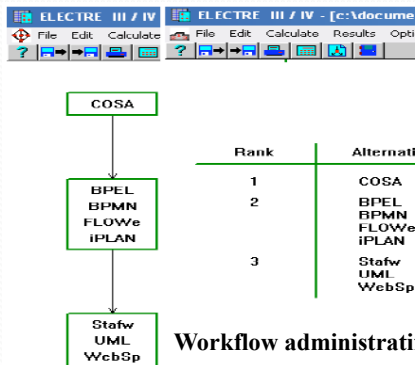 ELECTRE III / IV
File Edit Calculate
?
COSA
BPEL
BPMN
FLOWe
iPLAN
Stafw
UML
WebSp
ELECTRE III / IV - [c:\docume
File Edit Calculate Results Opti
?
Rank Alternati
1 COSA
2 BPEL
BPMN
FLOWe
iPLAN
3 Stafw
UML
WebSp
Workflow administrati